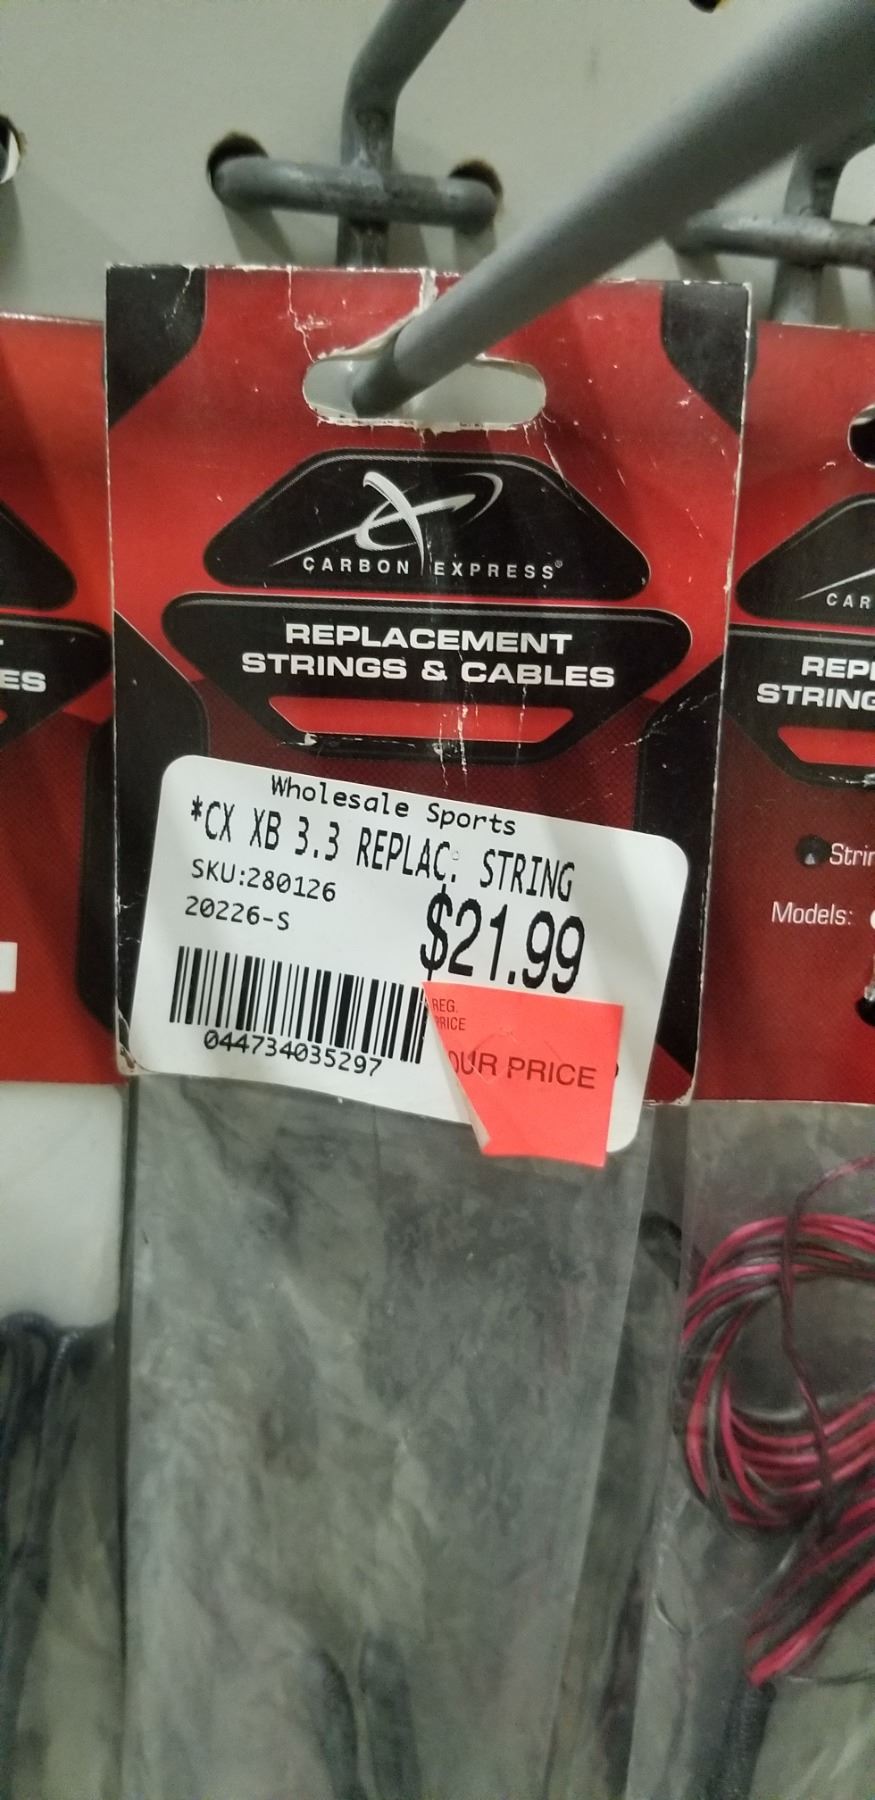 CARBON EXPRESS®
REPLACEMENT
STRINGS & CABLES
Wholesale Sports
*CX XB 3.3 REPLAC. STRING
SKU:280126
20226-S
$21.99
044734035297
REG.
PRICE
OUR PRICE
ES
CAR
REPL
STRING
Strin
Models: